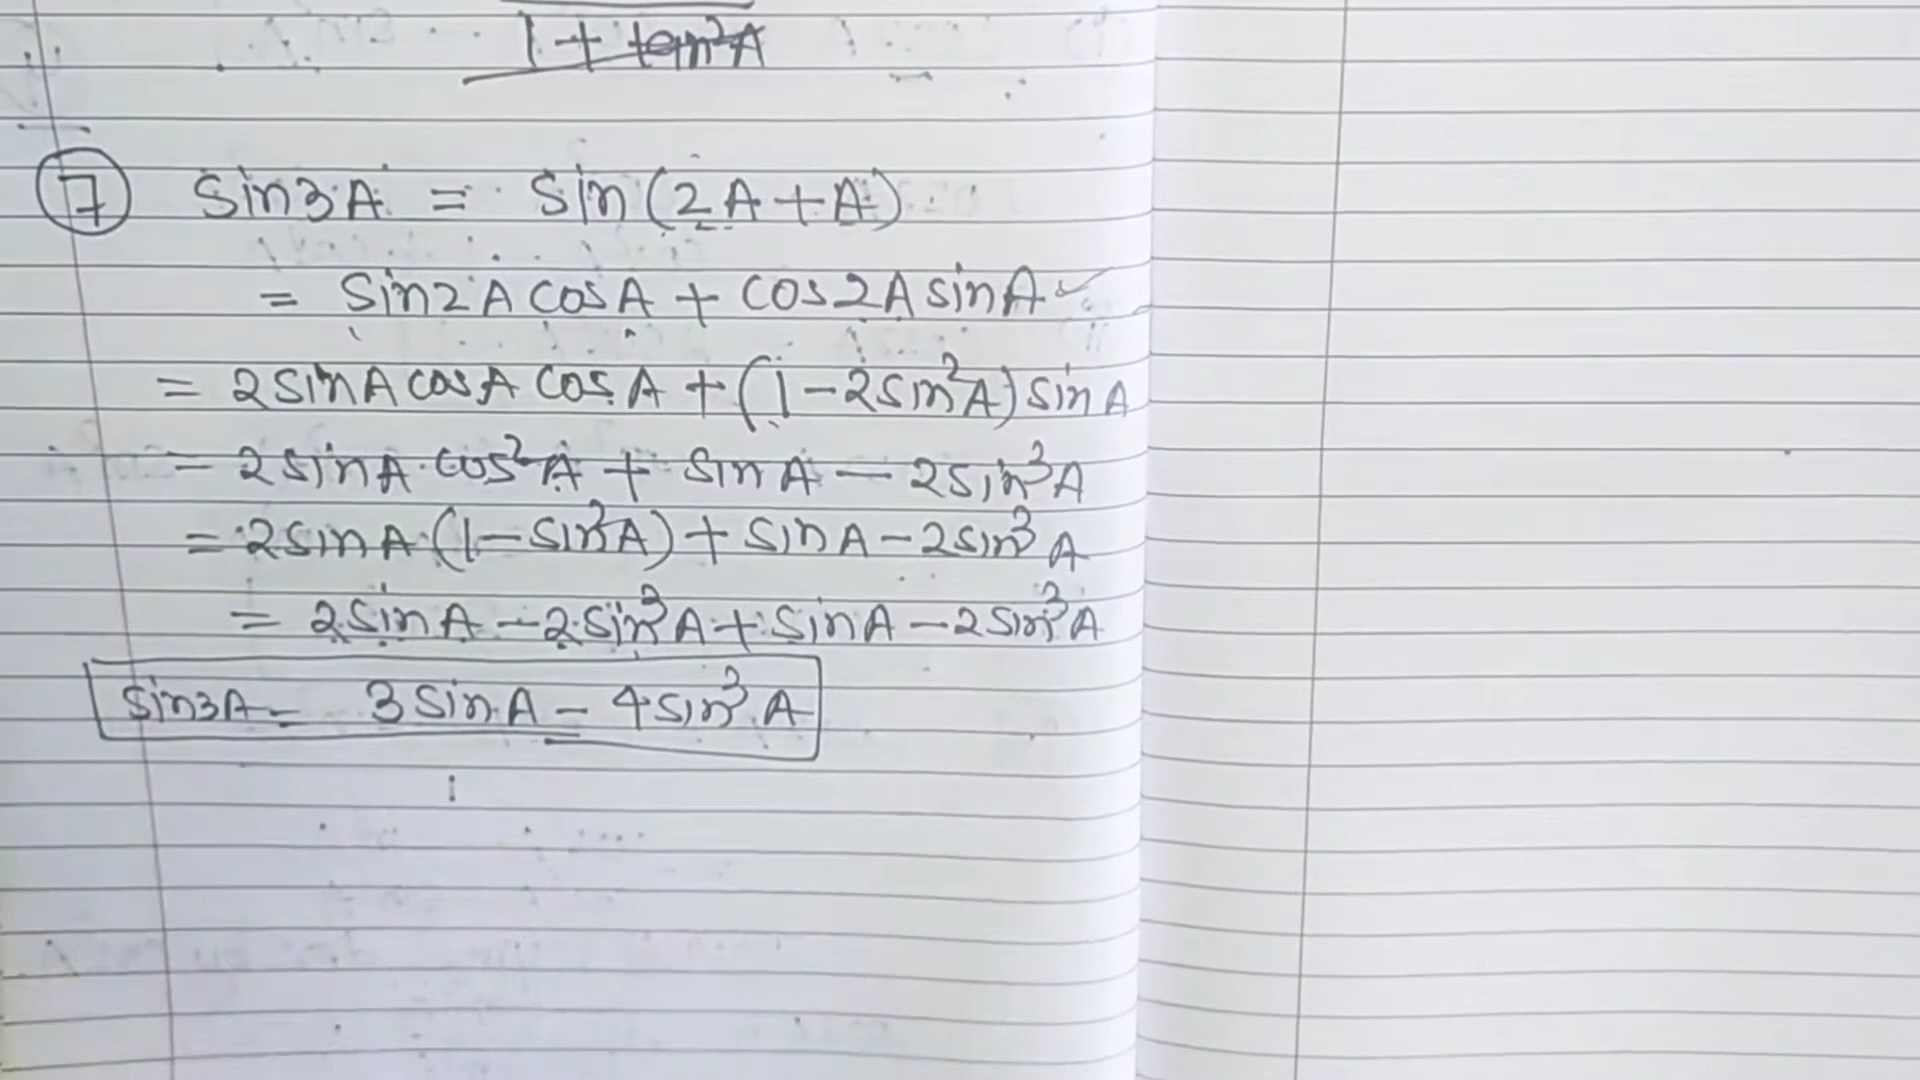 1 + tan²A
7 Sin3A = Sin(2A+A)
= Sin2A cosA + cos2A sinA
= 2SinA cosA cosA + (1-2Sin²A) sinA
= 2sinA.cos²A + SinA - 2sin³A
= 2sinA.(1-Sin²A) + SinA - 2sin³A
= 2SinA - 2Sin³A + SinA - 2Sin³A
Sin3A = 3SinA - 4Sin³A